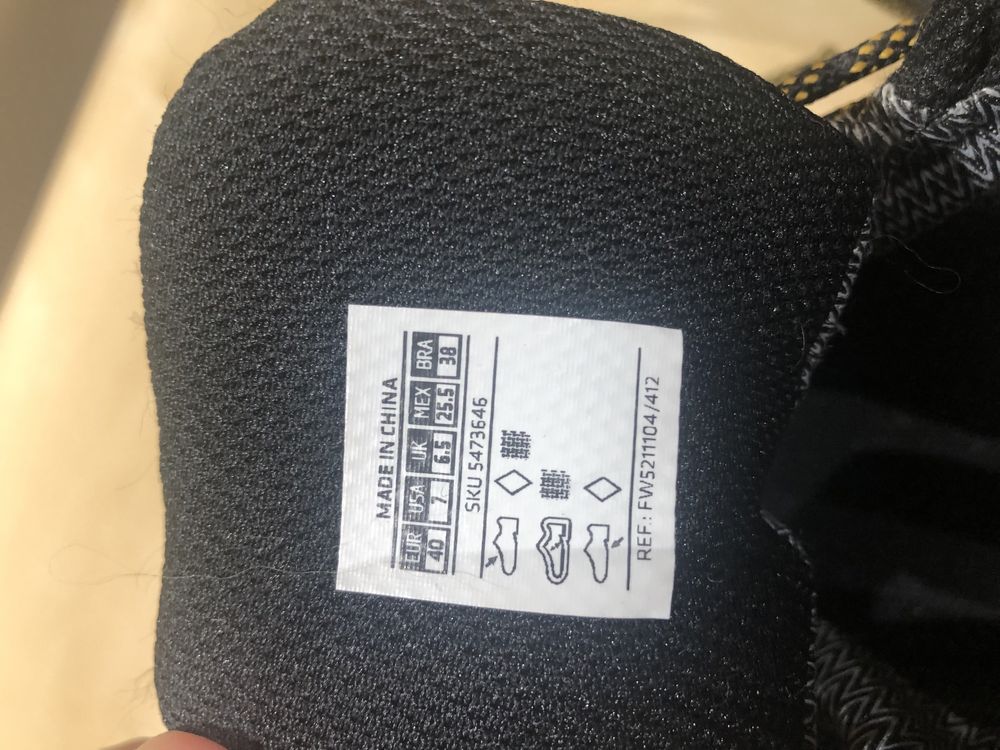 MADE IN CHINA
EUR USA UK MEX BRA
40 7 6.5 25.5 38
SKU 5473646
REF.: FW5211104/412